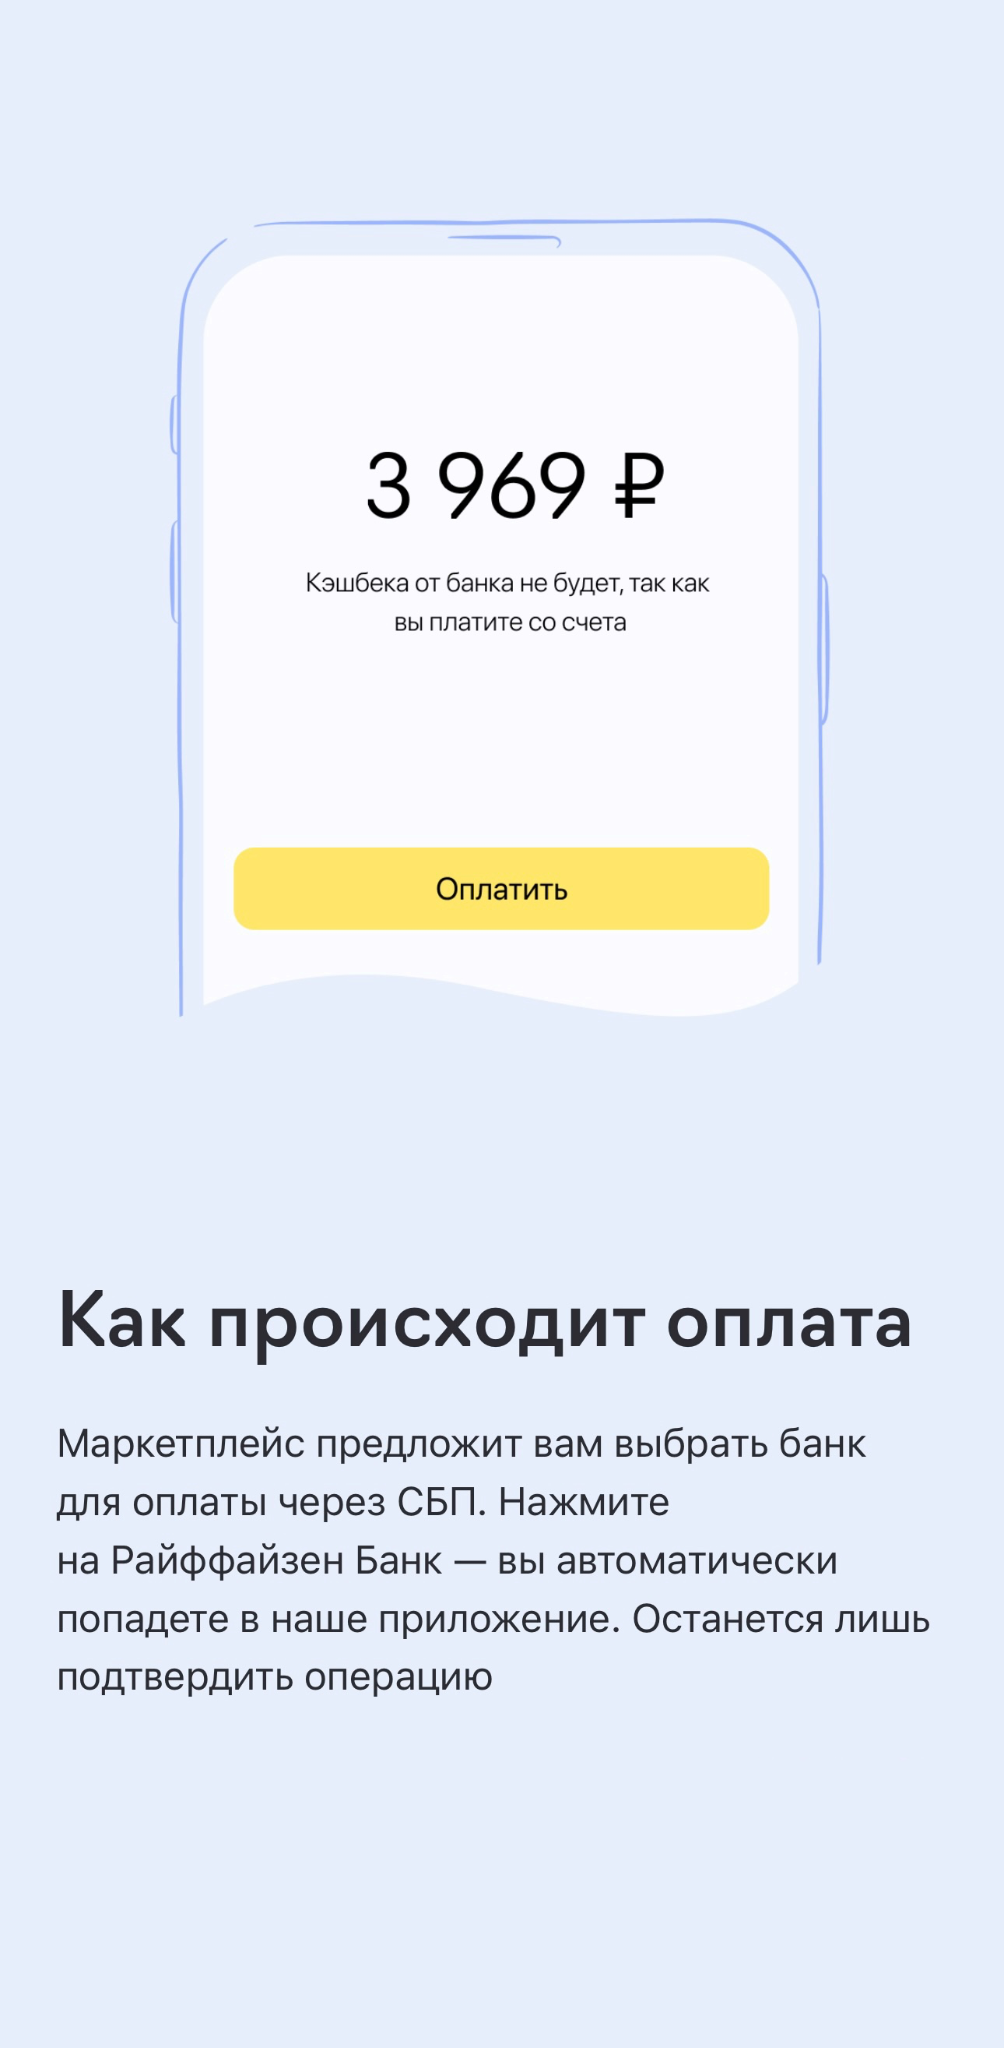 3 969 ₽
Кэшбека от банка не будет, так как
вы платите со счета
Оплатить
Как происходит оплата
Маркетплейс предложит вам выбрать банк
для оплаты через СБП. Нажмите
на Райффайзен Банк — вы автоматически
попадете в наше приложение. Останется лишь
подтвердить операцию